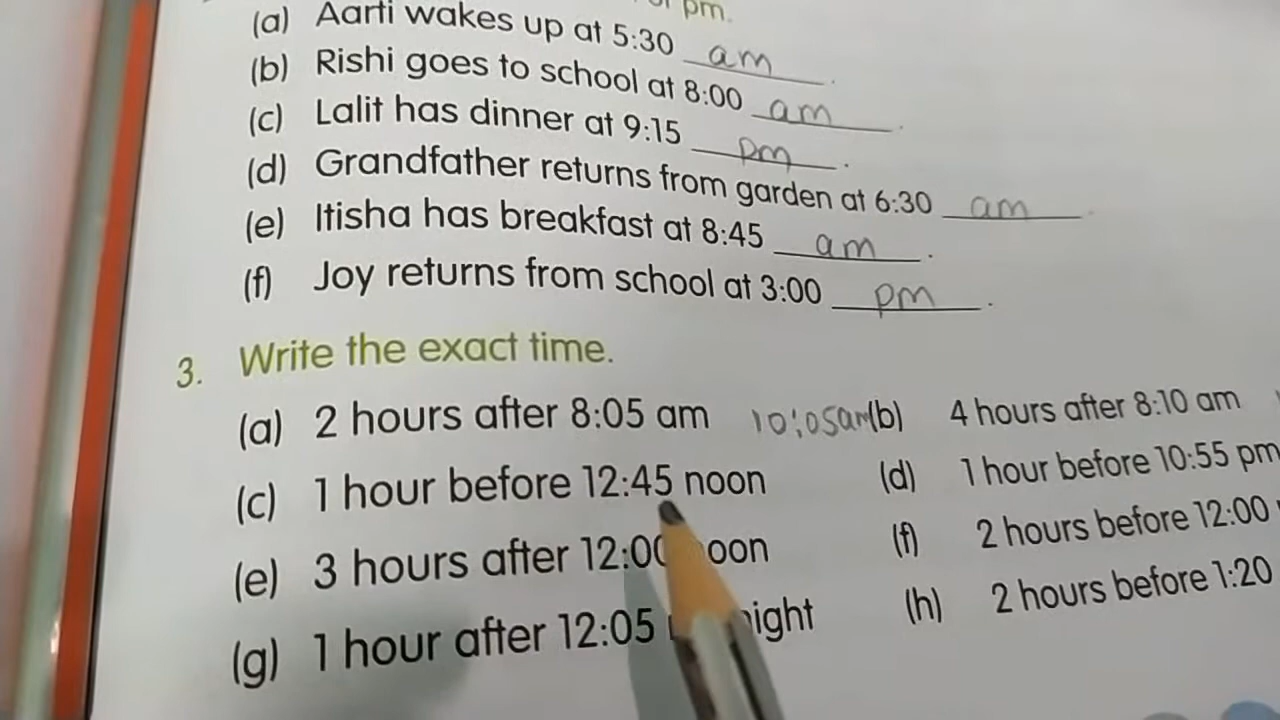 or pm.
(a) Aarti wakes up at 5:30 am.
(b) Rishi goes to school at 8:00 am.
(c) Lalit has dinner at 9:15 pm.
(d) Grandfather returns from garden at 6:30 am.
(e) Itisha has breakfast at 8:45 am.
(f) Joy returns from school at 3:00 pm.
3. Write the exact time.
(a) 2 hours after 8:05 am 10:05am (b) 4 hours after 8:10 am
(c) 1 hour before 12:45 noon (d) 1 hour before 10:55 pm
(e) 3 hours after 12:00 noon (f) 2 hours before 12:00
(g) 1 hour after 12:05 (h) 2 hours before 1:20